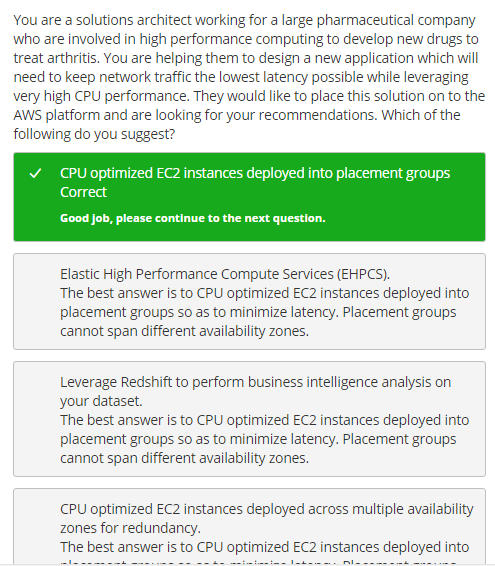 You are a solutions architect working for a large pharmaceutical company
who are involved in high performance computing to develop new drugs to
treat arthritis. You are helping them to design a new application which will
need to keep network traffic the lowest latency possible while leveraging
very high CPU performance. They would like to place this solution on to the
AWS platform and are looking for your recommendations. Which of the
following do you suggest?
CPU optimized EC2 instances deployed into placement groups
Correct
Good job, please continue to the next question.
Elastic High Performance Compute Services (EHPCS).
The best answer is to CPU optimized EC2 instances deployed into
placement groups so as to minimize latency. Placement groups
cannot span different availability zones.
Leverage Redshift to perform business intelligence analysis on
your dataset.
The best answer is to CPU optimized EC2 instances deployed into
placement groups so as to minimize latency. Placement groups
cannot span different availability zones.
CPU optimized EC2 instances deployed across multiple availability
zones for redundancy.
The best answer is to CPU optimized EC2 instances deployed into